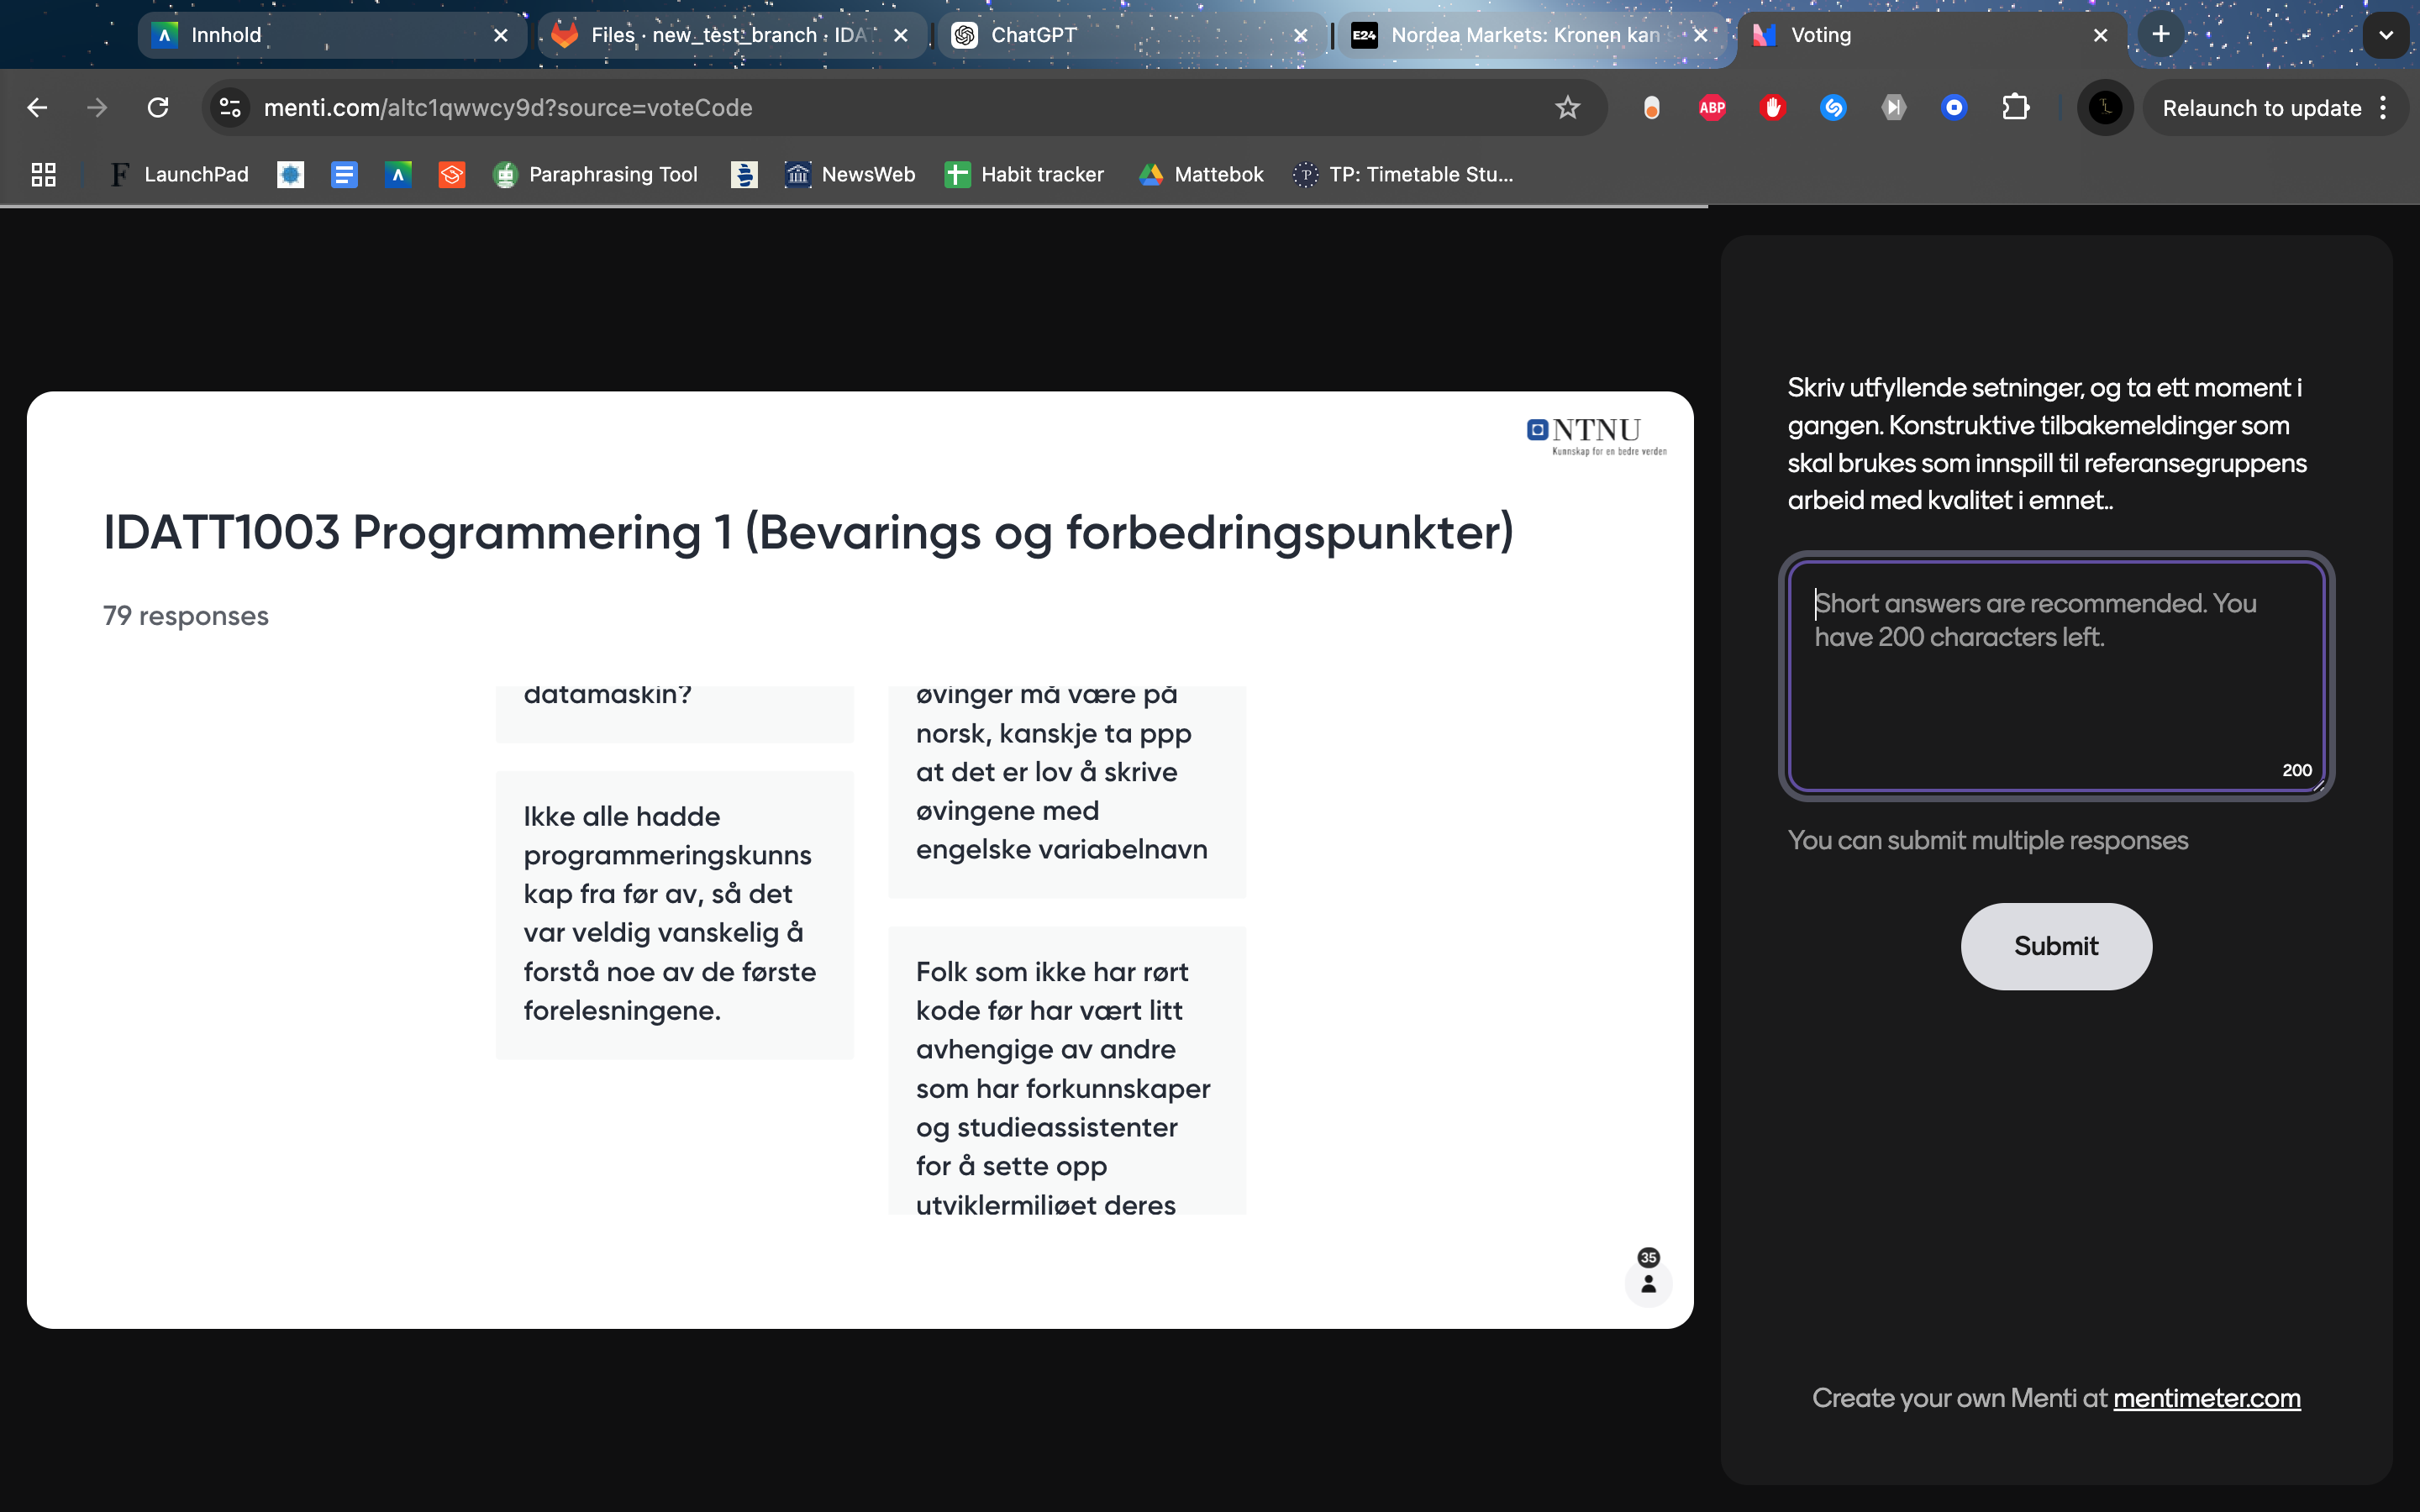 Innhold
Files · new_test_branch · IDA
ChatGPT
E24 Nordea Markets: Kronen kan
Voting
menti.com/altc1qwwcy9d?source=voteCode
ABP
Relaunch to update
LaunchPad
Paraphrasing Tool
NewsWeb
Habit tracker
Mattebok
TP: Timetable Stu...
NTNU
Kunnskap for en bedre verden
IDATT1003 Programmering 1 (Bevarings og forbedringspunkter)
79 responses
datamaskin?
Ikke alle hadde
programmeringskunns
kap fra før av, så det
var veldig vanskelig å
forstå noe av de første
forelesningene.
øvinger må være på
norsk, kanskje ta ppp
at det er lov å skrive
øvingene med
engelske variabelnavn
Folk som ikke har rørt
kode før har vært litt
avhengige av andre
som har forkunnskaper
og studieassistenter
for å sette opp
utviklermiljøet deres
35
Skriv utfyllende setninger, og ta ett moment i
gangen. Konstruktive tilbakemeldinger som
skal brukes som innspill til referansegruppens
arbeid med kvalitet i emnet..
Short answers are recommended. You
have 200 characters left.
200
You can submit multiple responses
Submit
Create your own Menti at mentimeter.com